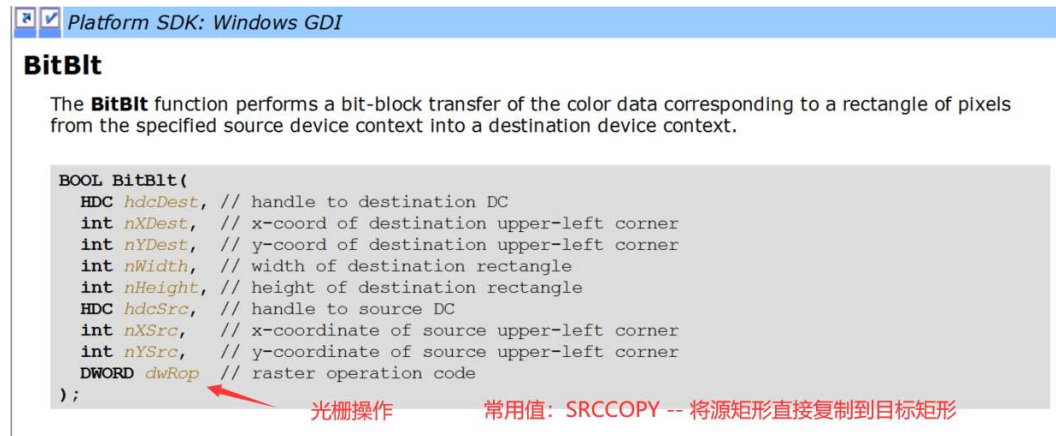 Platform SDK: Windows GDI
BitBlt
The BitBlt function performs a bit-block transfer of the color data corresponding to a rectangle of pixels
from the specified source device context into a destination device context.
BOOL BitBlt(
  HDC hdcDest, // handle to destination DC
  int nXDest,  // x-coord of destination upper-left corner
  int nYDest,  // y-coord of destination upper-left corner
  int nWidth,  // width of destination rectangle
  int nHeight, // height of destination rectangle
  HDC hdcSrc,  // handle to source DC
  int nXSrc,   // x-coordinate of source upper-left corner
  int nYSrc,   // y-coordinate of source upper-left corner
  DWORD dwRop  // raster operation code
);
光栅操作 常用值：SRCCOPY -- 将源矩形直接复制到目标矩形